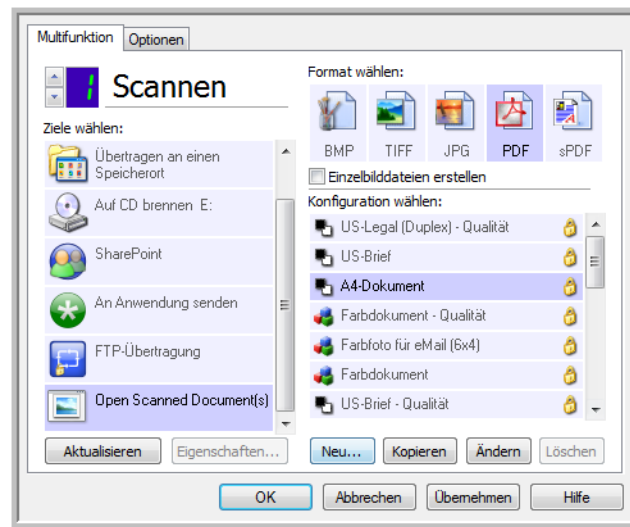 Multifunktion
Optionen
1
Scannen
Ziele wählen:
Übertragen an einen
Speicherort
Auf CD brennen E:
SharePoint
An Anwendung senden
FTP-Übertragung
Open Scanned Document(s)
Aktualisieren
Eigenschaften...
Format wählen:
BMP
TIFF
JPG
PDF
sPDF
Einzelbilddateien erstellen
Konfiguration wählen:
US-Legal (Duplex) - Qualität
US-Brief
A4-Dokument
Farbdokument - Qualität
Farbfoto für eMail (6x4)
Farbdokument
US-Brief - Qualität
Neu...
Kopieren
Ändern
Löschen
OK
Abbrechen
Übernehmen
Hilfe